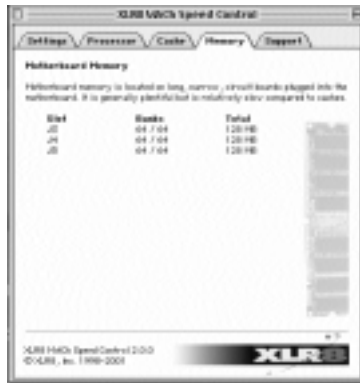 XLR8 MACh Speed Control
Settings Processor Cache Memory Support
Motherboard Memory
Motherboard memory is located on long, narrow, circuit boards plugged into the
motherboard. It is generally plentiful but is relatively slow compared to caches.
Slot Banks Total
64 / 64 128 MB
J4 64 / 64 128 MB
64 / 64 128 MB
XLR8 MACh Speed Control 2.0.0
© XLR8, Inc. 1998-2001
XLR8